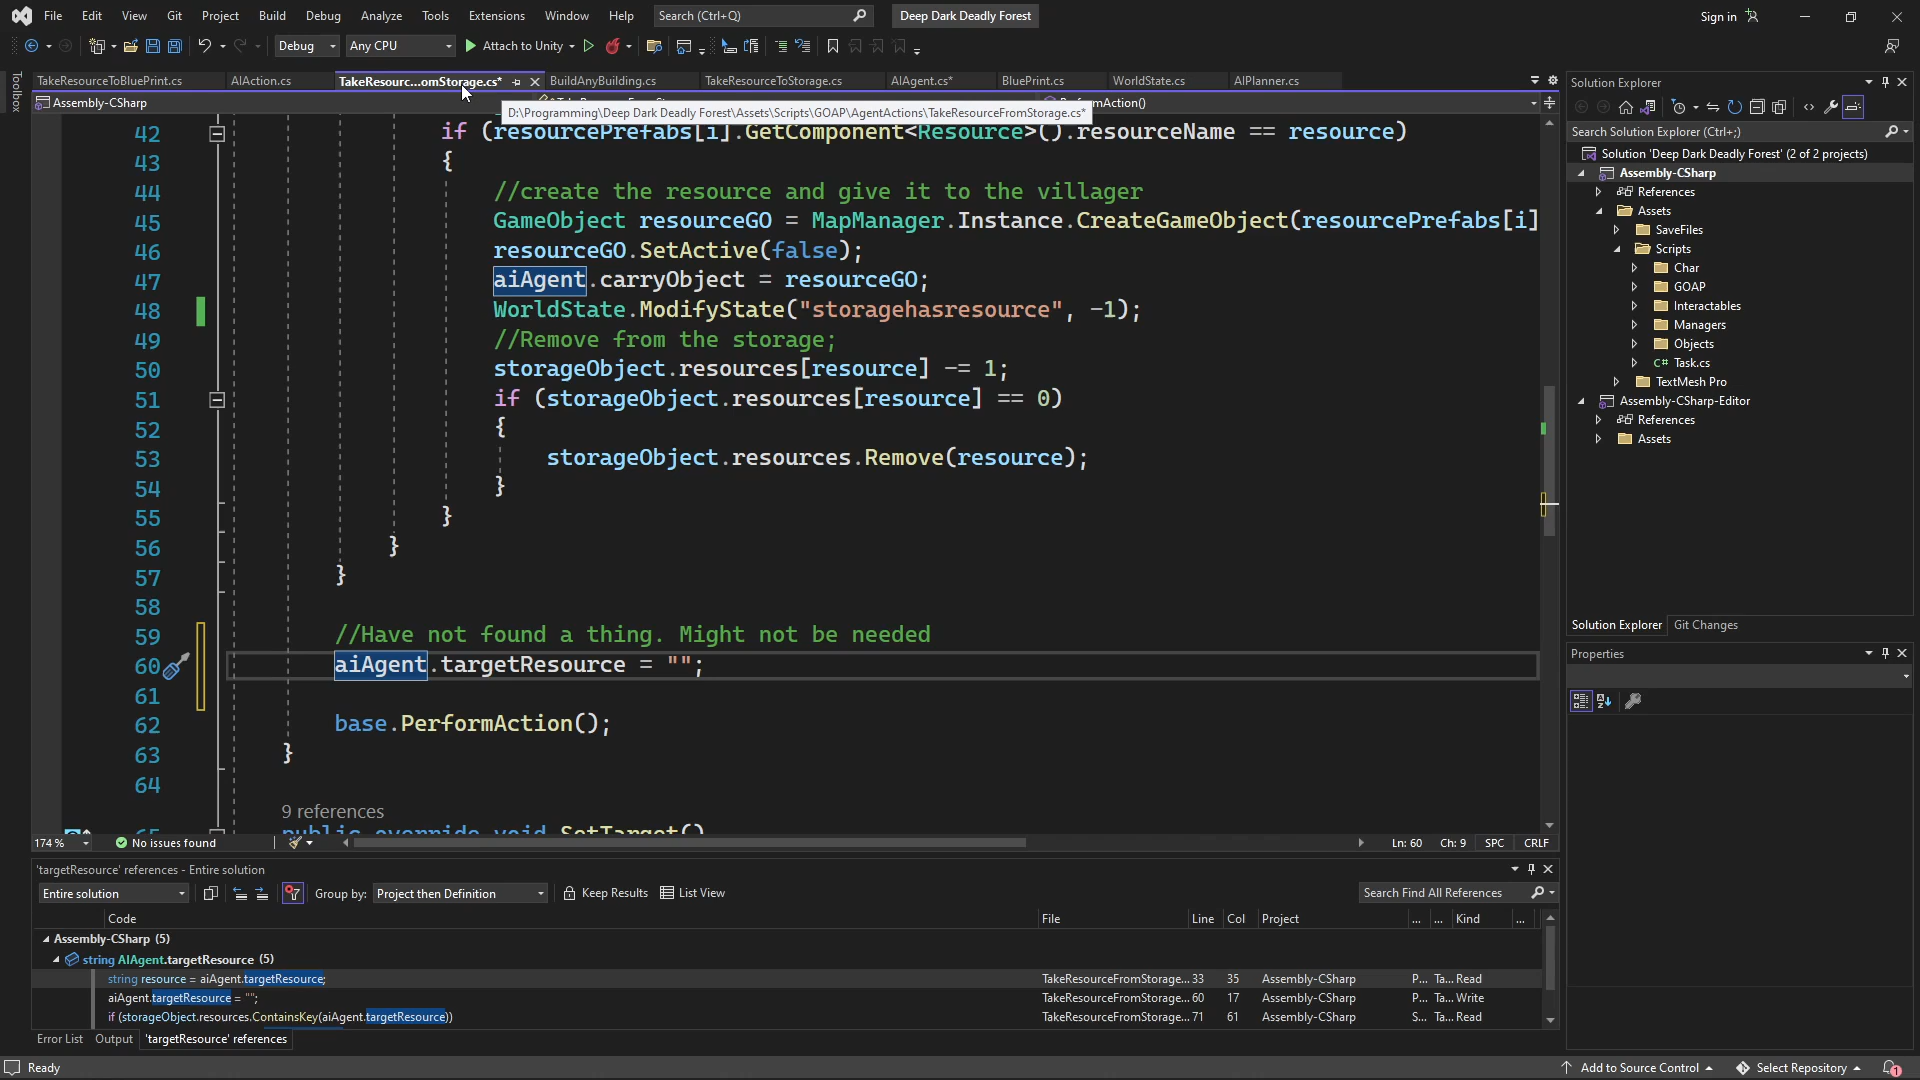 File Edit View Git Project Build Debug Analyze Tools Extensions Window Help Search (Ctrl+Q) Deep Dark Deadly Forest Sign in
Debug Any CPU Attach to Unity
Toolbox
TakeResourceToBluePrint.cs AIAction.cs TakeResourc...omStorage.cs* BuildAnyBuilding.cs TakeResourceToStorage.cs AIAgent.cs* BluePrint.cs WorldState.cs AIPlanner.cs
Assembly-CSharp PerformAction()
D:\Programming\Deep Dark Deadly Forest\Assets\Scripts\GOAP\AgentActions\TakeResourceFromStorage.cs*
42 if (resourcePrefabs[i].GetComponent<Resource>().resourceName == resource)
43 {
44 //create the resource and give it to the villager
45 GameObject resourceGO = MapManager.Instance.CreateGameObject(resourcePrefabs[i]
46 resourceGO.SetActive(false);
47 aiAgent.carryObject = resourceGO;
48 WorldState.ModifyState("storagehasresource", -1);
49 //Remove from the storage;
50 storageObject.resources[resource] -= 1;
51 if (storageObject.resources[resource] == 0)
52 {
53 storageObject.resources.Remove(resource);
54 }
55 }
56 }
57 }
58
59 //Have not found a thing. Might not be needed
60 aiAgent.targetResource = "";
61
62 base.PerformAction();
63 }
64
9 references
65 public override void SetTarget()
174 % No issues found Ln: 60 Ch: 9 SPC CRLF
'targetResource' references - Entire solution
Entire solution Group by: Project then Definition Keep Results List View Search Find All References
Code File Line Col Project ... ... Kind ...
Assembly-CSharp (5)
string AIAgent.targetResource (5)
string resource = aiAgent.targetResource; TakeResourceFromStorage... 33 35 Assembly-CSharp P... Ta... Read
aiAgent.targetResource = ""; TakeResourceFromStorage... 60 17 Assembly-CSharp P... Ta... Write
if (storageObject.resources.ContainsKey(aiAgent.targetResource)) TakeResourceFromStorage... 71 61 Assembly-CSharp S... Ta... Read
Error List Output 'targetResource' references
Solution Explorer
Search Solution Explorer (Ctrl+;)
Solution 'Deep Dark Deadly Forest' (2 of 2 projects)
Assembly-CSharp
References
Assets
SaveFiles
Scripts
Char
GOAP
Interactables
Managers
Objects
C# Task.cs
TextMesh Pro
Assembly-CSharp-Editor
References
Assets
Solution Explorer Git Changes
Properties
Ready Add to Source Control Select Repository 1